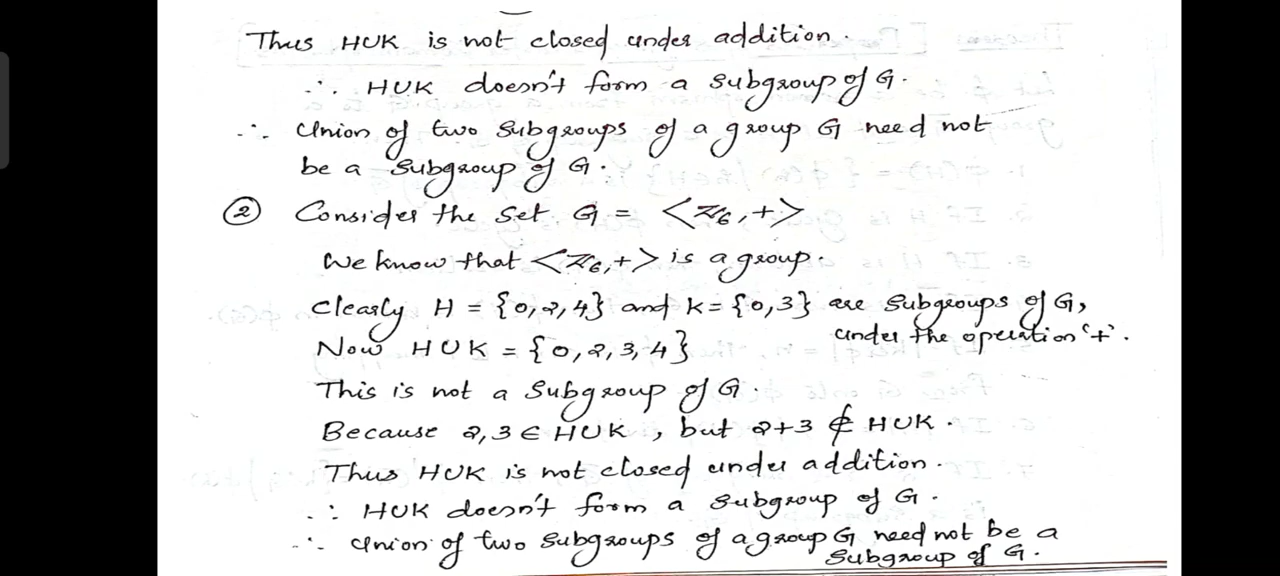 Thus HUK is not closed under addition.
∴ HUK doesn't form a subgroup of G.
∴ Union of two subgroups of a group G need not
be a subgroup of G.
② Consider the set G = <Z₆, +>
We know that <Z₆, +> is a group.
Clearly H = {0, 2, 4} and K = {0, 3} are subgroups of G,
under the operation '+'.
Now HUK = {0, 2, 3, 4}
This is not a subgroup of G.
Because 2, 3 ∈ HUK, but 2+3 ∉ HUK.
Thus HUK is not closed under addition.
∴ HUK doesn't form a subgroup of G.
∴ Union of two subgroups of a group G need not be a
subgroup of G.